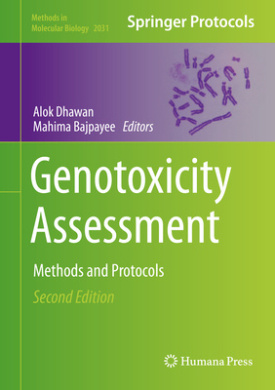 Methods in
Molecular Biology 2031
Springer Protocols
Alok Dhawan
Mahima Bajpayee Editors
Genotoxicity
Assessment
Methods and Protocols
Second Edition
Humana Press